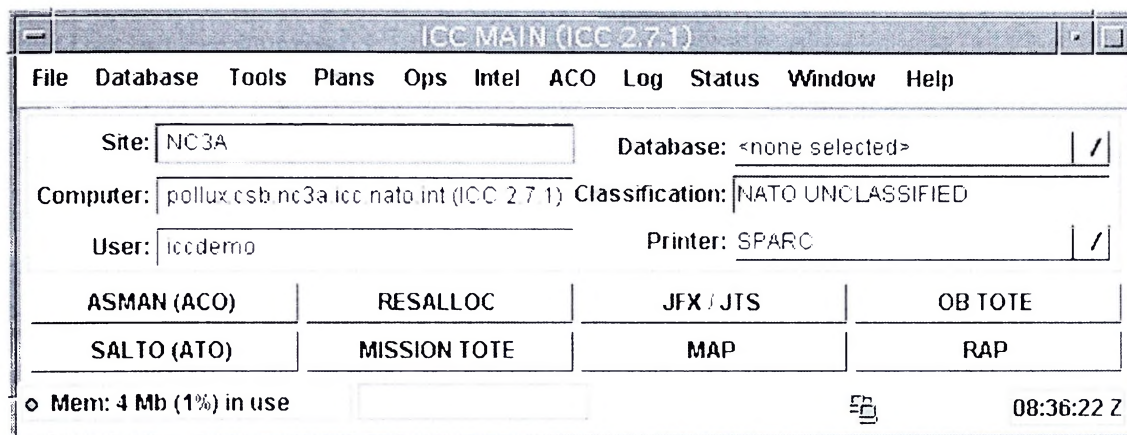 ICC MAIN (ICC 2.7.1)
File Database Tools Plans Ops Intel ACO Log Status Window Help
Site: NC3A Database: <none selected>
Computer: pollux.csb.nc3a.icc.nato.int (ICC 2.7.1) Classification: NATO UNCLASSIFIED
User: iccdemo Printer: SPARC
ASMAN (ACO) RESALLOC JFX / JTS OB TOTE
SALTO (ATO) MISSION TOTE MAP RAP
Mem: 4 Mb (1%) in use 08:36:22 Z